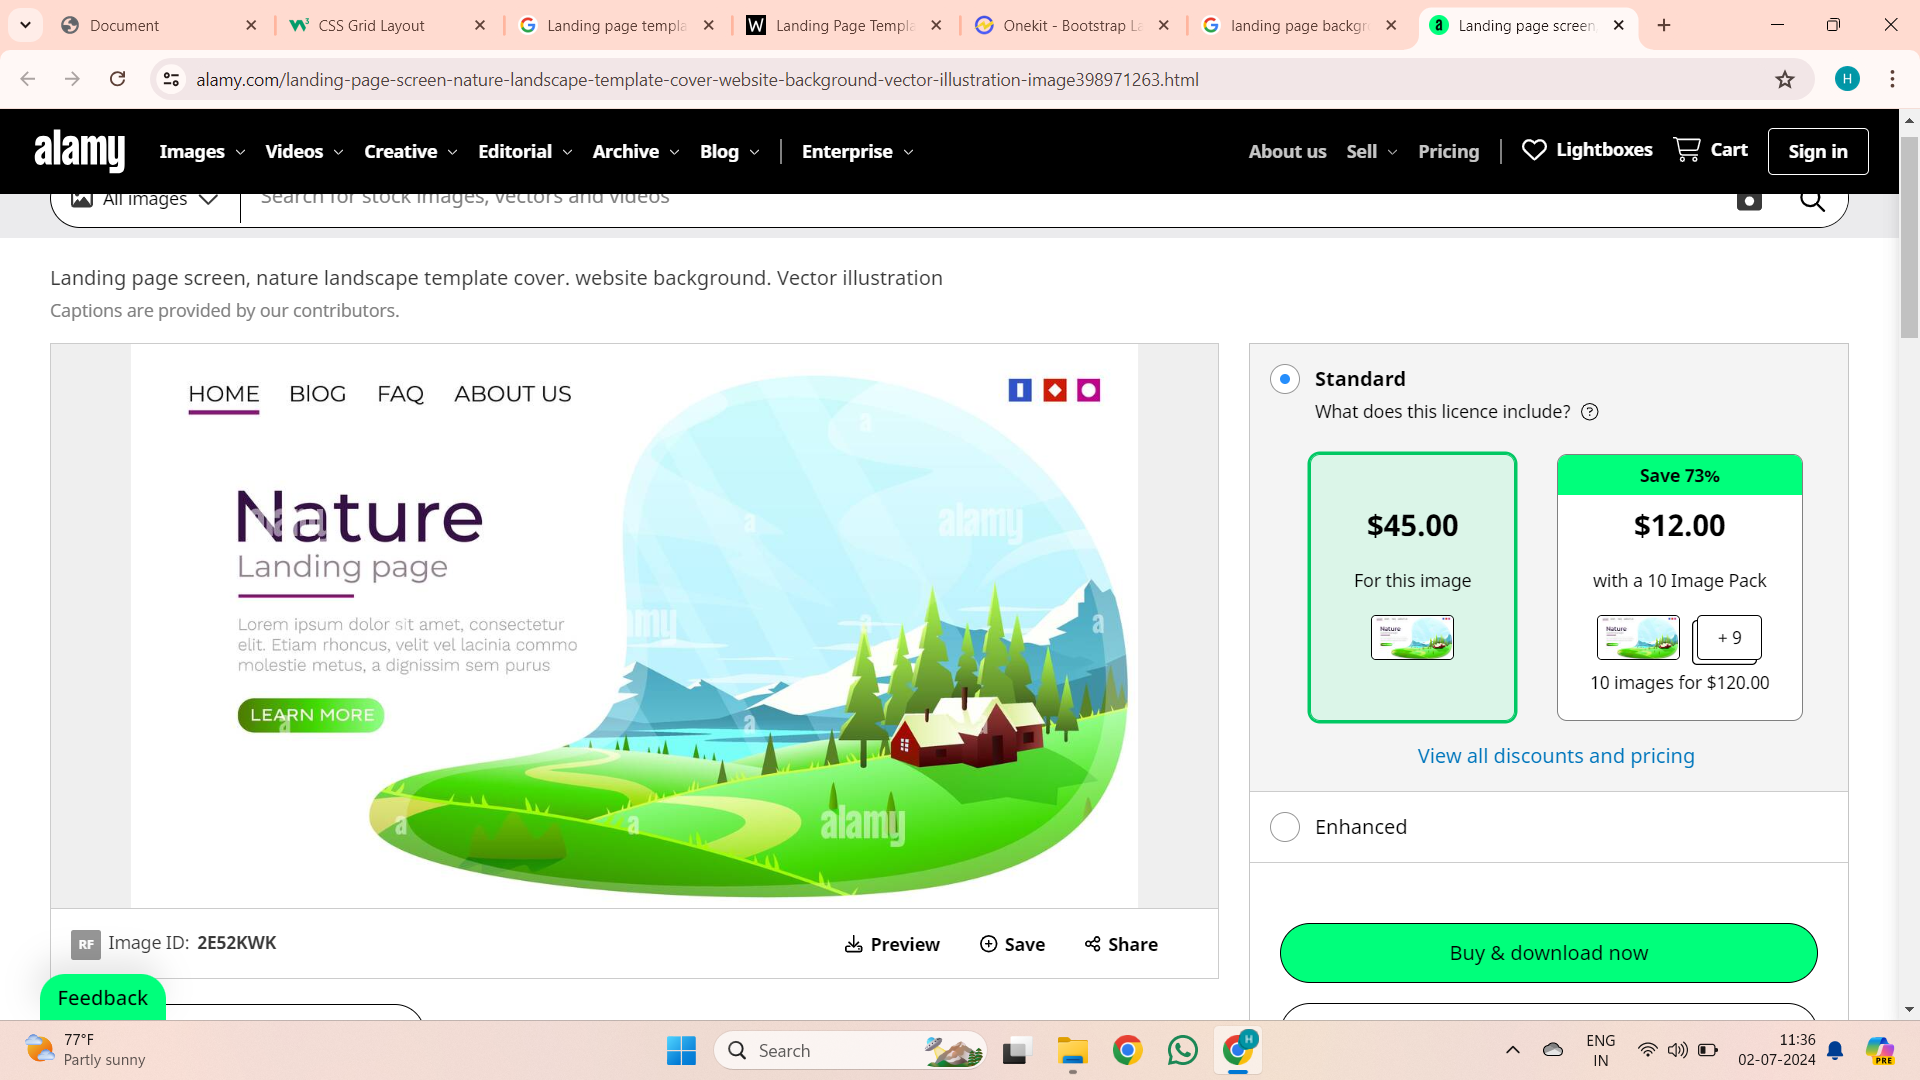 Document
CSS Grid Layout
Landing page templa
Landing Page Templa
Onekit - Bootstrap La
landing page backgr
Landing page screen,
alamy.com/landing-page-screen-nature-landscape-template-cover-website-background-vector-illustration-image398971263.html
H
alamy
Images
Videos
Creative
Editorial
Archive
Blog
Enterprise
About us
Sell
Pricing
Lightboxes
Cart
Sign in
All images
Search for stock images, vectors and videos
Landing page screen, nature landscape template cover. website background. Vector illustration
Captions are provided by our contributors.
HOME BlOG FAQ ABOUT US
Nature
Landing page
Lorem ipsum dolor sit amet, consectetur
elit. Etiam rhoncus, velit vel lacinia commo
molestie metus, a dignissim sem purus
LEARN MORE
alamy
alamy
Standard
What does this licence include?
$45.00
For this image
Save 73%
$12.00
with a 10 Image Pack
+ 9
10 images for $120.00
View all discounts and pricing
Enhanced
Buy & download now
RF
Image ID: 2E52KWK
Preview
Save
Share
Feedback
77°F
Partly sunny
Search
H
ENG
IN
11:36
02-07-2024
PRE